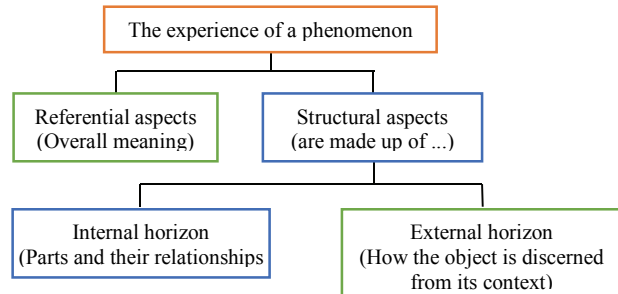 The experience of a phenomenon
Referential aspects
(Overall meaning)
Structural aspects
(are made up of ...)
Internal horizon
(Parts and their relationships
External horizon
(How the object is discerned
from its context)